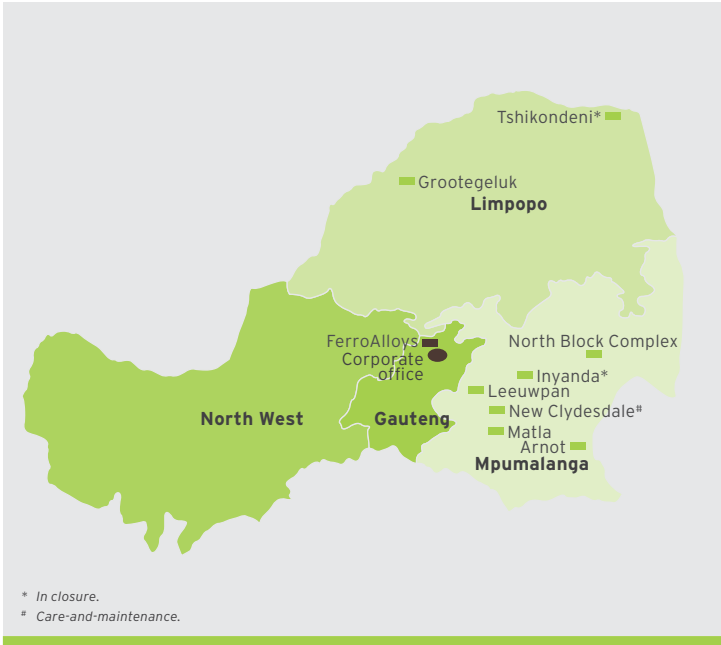 Tshikondeni*
Grootegeluk
Limpopo
FerroAlloys
Corporate
office
North Block Complex
Inyanda*
Leeuwpan
New Clydesdale#
North West
Gauteng
Matla
Arnot
Mpumalanga
* In closure.
# Care-and-maintenance.